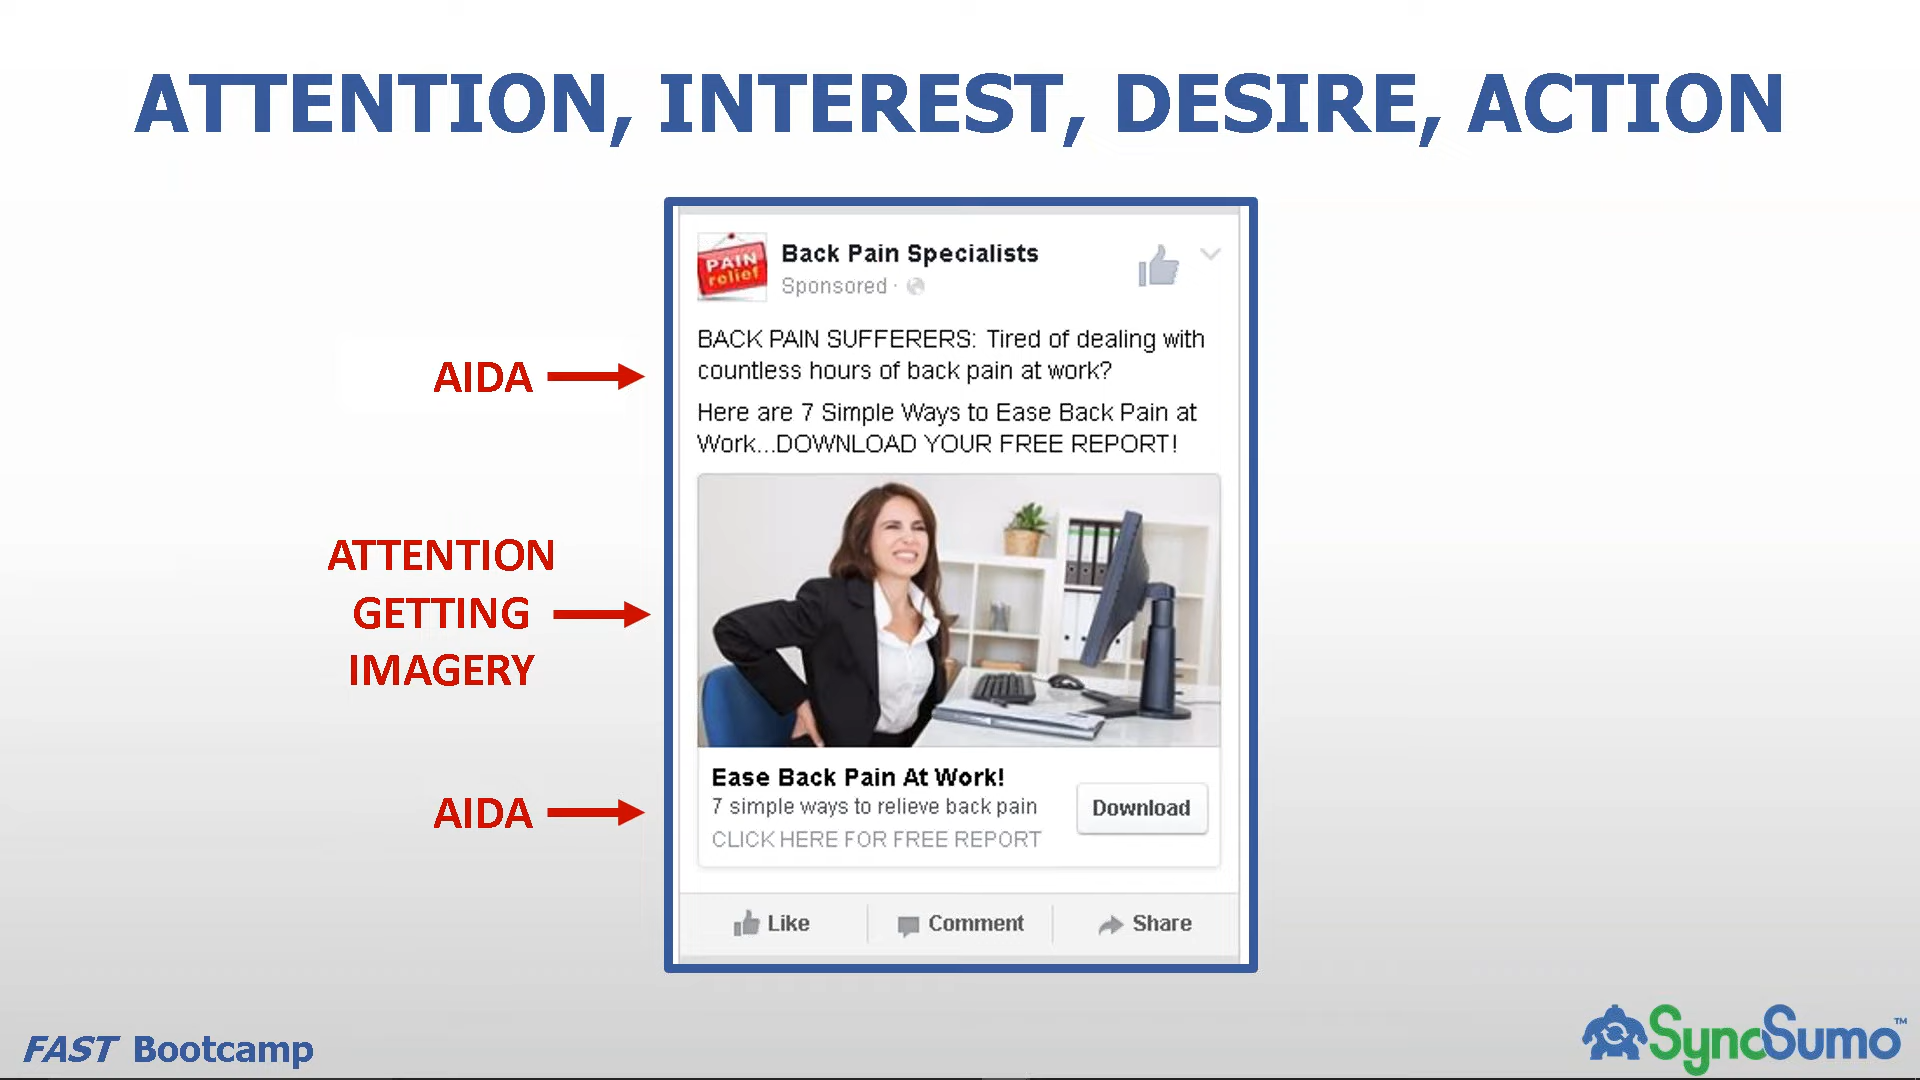 ATTENTION, INTEREST, DESIRE, ACTION
PAIN
relief
Back Pain Specialists
Sponsored ·
AIDA
BACK PAIN SUFFERERS: Tired of dealing with
countless hours of back pain at work?
Here are 7 Simple Ways to Ease Back Pain at
Work...DOWNLOAD YOUR FREE REPORT!
ATTENTION
GETTING
IMAGERY
AIDA
Ease Back Pain At Work!
7 simple ways to relieve back pain
CLICK HERE FOR FREE REPORT
Download
Like
Comment
Share
FAST Bootcamp
SyncSumo™